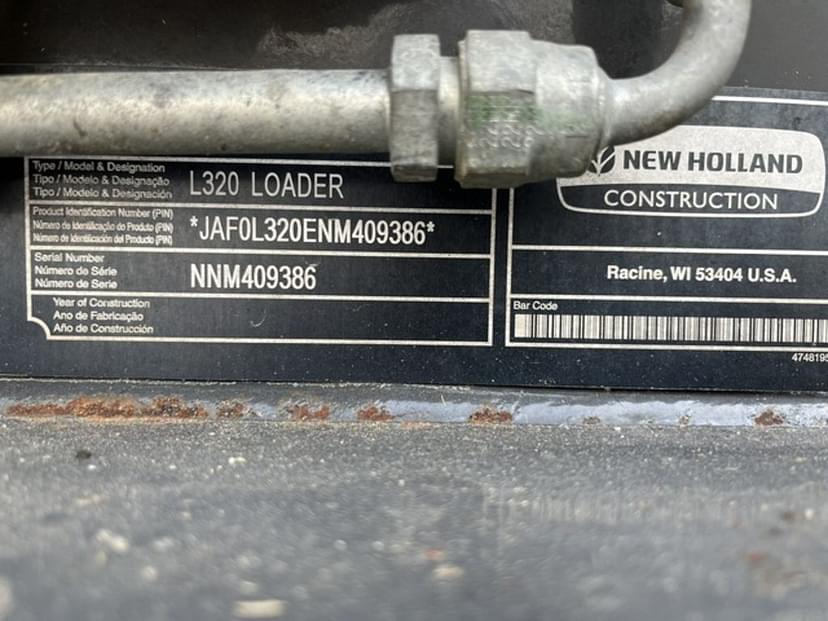 Type / Model & Designation
Tipo / Modelo & Designação
Tipo / Modelo & Designación
L320 LOADER
Product Identification Number (PIN)
Número de Identificação do Produto (PIN)
Número de Identificación del Producto (PIN)
*JAF0L320ENM409386*
Serial Number
Número de Série
Número de Serie
NNM409386
Year of Construction
Ano de Fabricação
Año de Construcción
NEW HOLLAND
CONSTRUCTION
Racine, WI 53404 U.S.A.
Bar Code